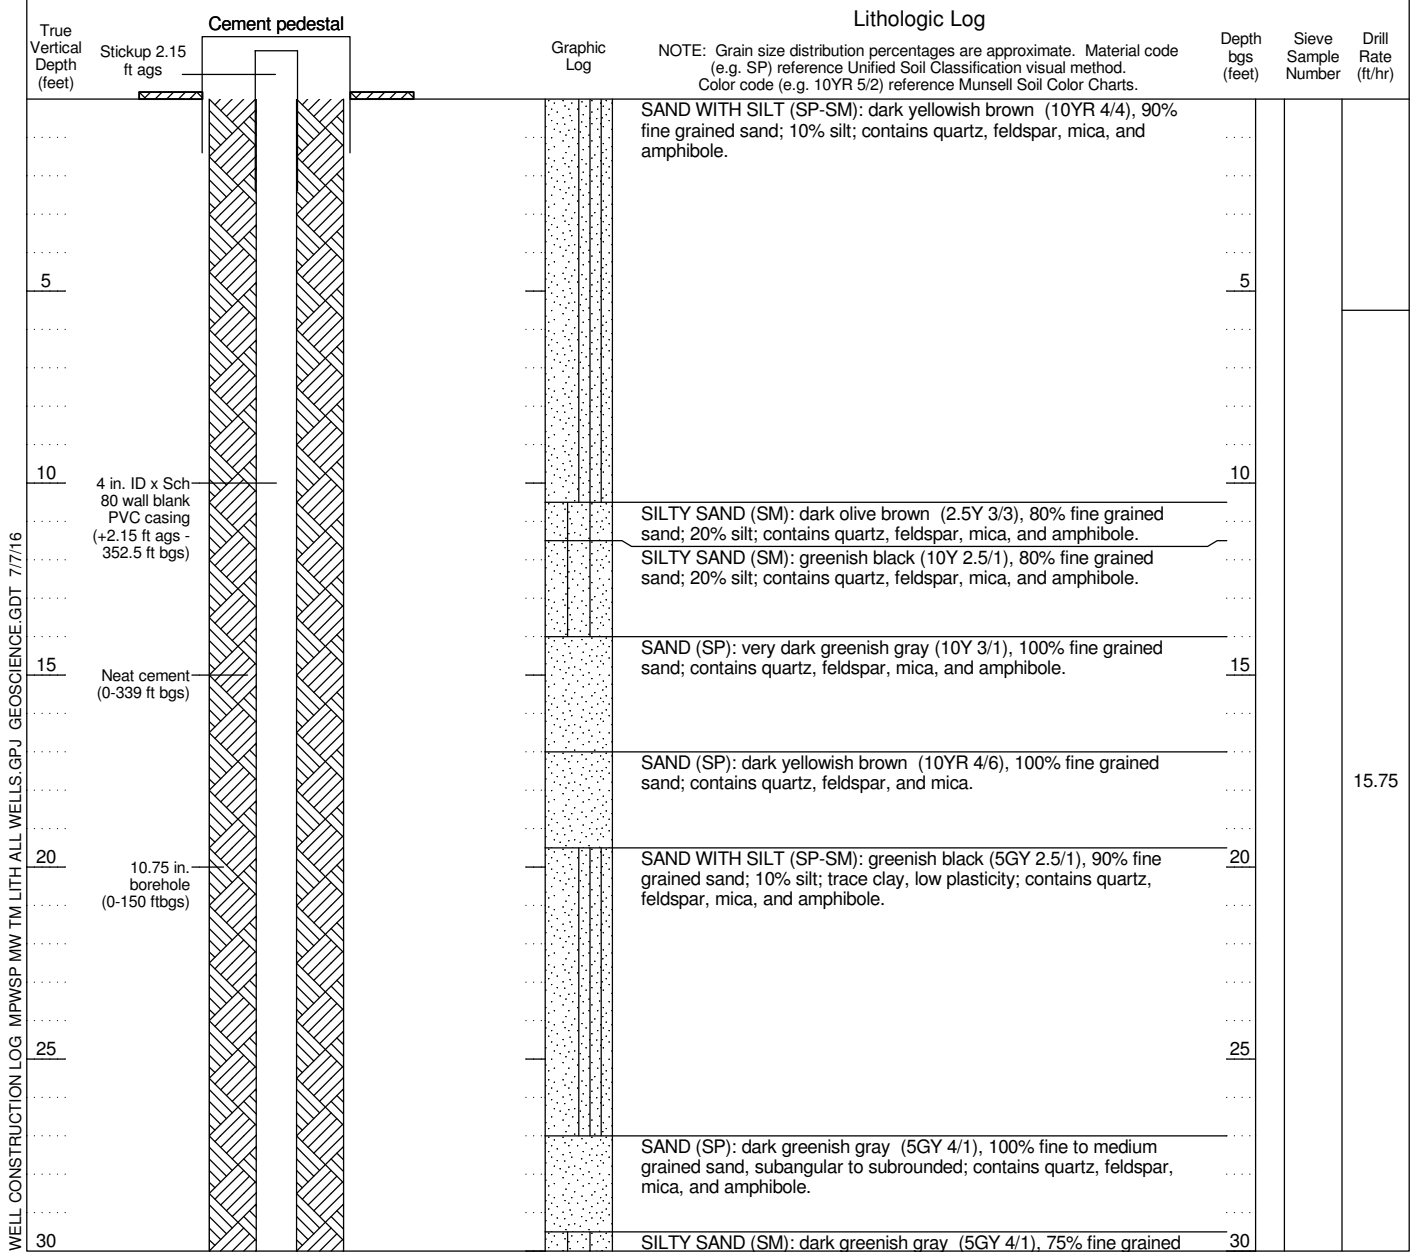 True
Vertical
Depth
(feet)
Stickup 2.15
ft ags
Cement pedestal
Graphic
Log
Lithologic Log
NOTE: Grain size distribution percentages are approximate. Material code
(e.g. SP) reference Unified Soil Classification visual method.
Color code (e.g. 10YR 5/2) reference Munsell Soil Color Charts.
Depth
bgs
(feet)
Sieve
Sample
Number
Drill
Rate
(ft/hr)
SAND WITH SILT (SP-SM): dark yellowish brown (10YR 4/4), 90%
fine grained sand; 10% silt; contains quartz, feldspar, mica, and
amphibole.
5
5
10
4 in. ID x Sch
80 wall blank
PVC casing
(+2.15 ft ags -
352.5 ft bgs)
10
SILTY SAND (SM): dark olive brown (2.5Y 3/3), 80% fine grained
sand; 20% silt; contains quartz, feldspar, mica, and amphibole.
SILTY SAND (SM): greenish black (10Y 2.5/1), 80% fine grained
sand; 20% silt; contains quartz, feldspar, mica, and amphibole.
15
Neat cement
(0-339 ft bgs)
SAND (SP): very dark greenish gray (10Y 3/1), 100% fine grained
sand; contains quartz, feldspar, mica, and amphibole.
15
SAND (SP): dark yellowish brown (10YR 4/6), 100% fine grained
sand; contains quartz, feldspar, and mica.
15.75
20
10.75 in.
borehole
(0-150 ftbgs)
SAND WITH SILT (SP-SM): greenish black (5GY 2.5/1), 90% fine
grained sand; 10% silt; trace clay, low plasticity; contains quartz,
feldspar, mica, and amphibole.
20
25
25
SAND (SP): dark greenish gray (5GY 4/1), 100% fine to medium
grained sand, subangular to subrounded; contains quartz, feldspar,
mica, and amphibole.
30
SILTY SAND (SM): dark greenish gray (5GY 4/1), 75% fine grained
30
WELL CONSTRUCTION LOG MPWSP MW TM LITH ALL WELLS.GPJ GEOSCIENCE.GDT 7/7/16